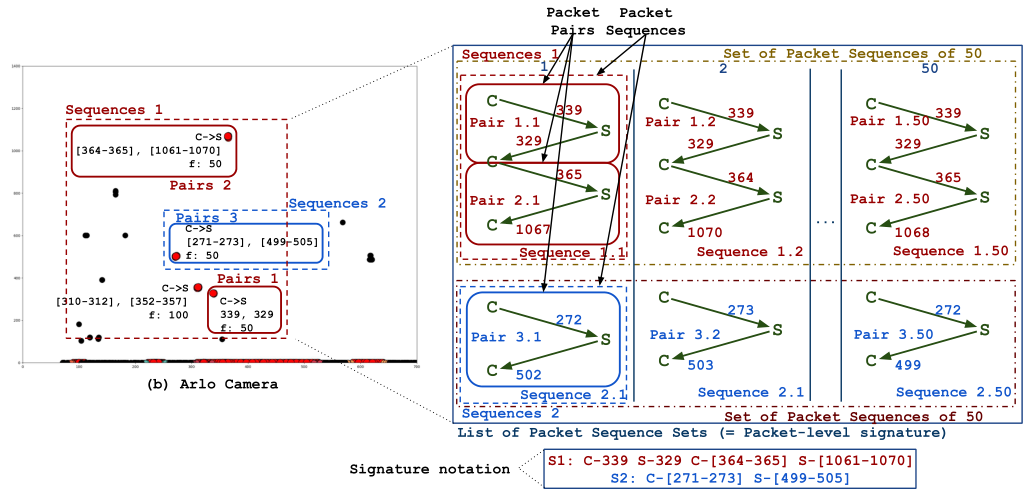 Packet Pairs
Packet Sequences
Sequences 1
C->S
[364-365], [1061-1070]
f: 50
Pairs 2
Sequences 2
Pairs 3
C->S
[271-273], [499-505]
f: 50
Pairs 1
C->S
[310-312], [352-357]
f: 100
C->S
339, 329
f: 50
(b) Arlo Camera
Sequences 1
Set of Packet Sequences of 50
1
2
50
C
339
Pair 1.1
S
329
C
365
Pair 2.1
S
C
1067
Sequence 1.1
C
339
Pair 1.2
S
329
C
364
Pair 2.2
S
C
1070
Sequence 1.2
...
C
339
Pair 1.50
S
329
C
365
Pair 2.50
S
C
1068
Sequence 1.50
C
272
Pair 3.1
S
C
502
Sequence 2.1
C
273
Pair 3.2
S
C
503
Sequence 2.1
C
272
Pair 3.50
S
C
499
Sequence 2.50
Sequences 2
Set of Packet Sequences of 50
List of Packet Sequence Sets (= Packet-level signature)
Signature notation
S1: C-339 S-329 C-[364-365] S-[1061-1070]
S2: C-[271-273] S-[499-505]